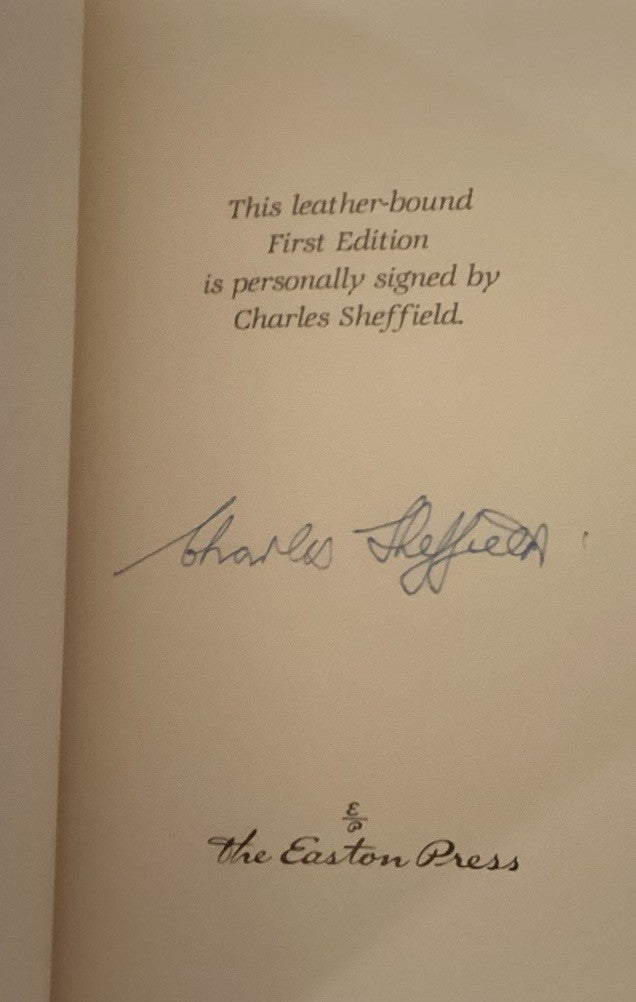 This leather-bound
First Edition
is personally signed by
Charles Sheffield.
Charles Sheffield
E
P
The Easton Press